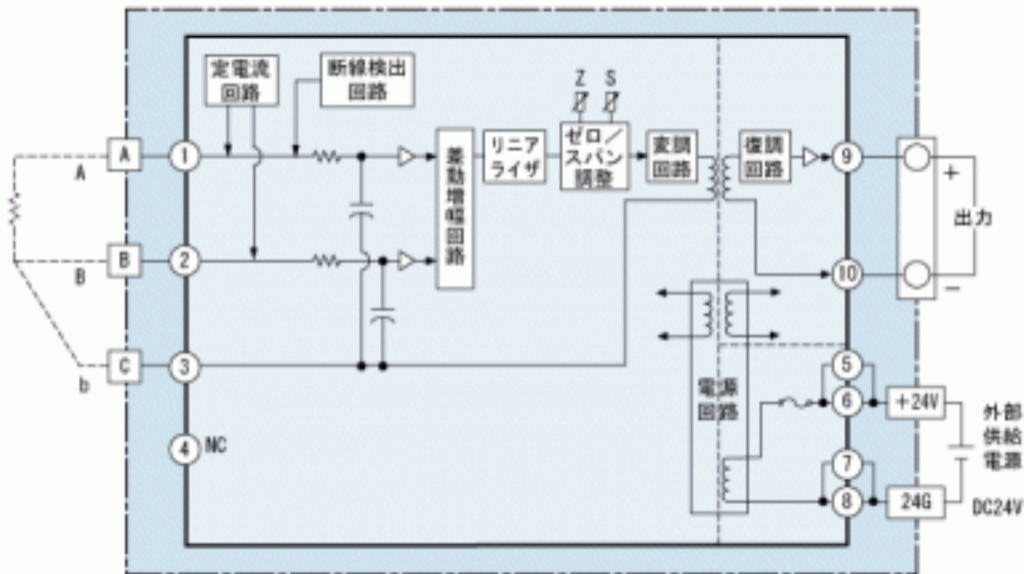 定電流
回路
断線検出
回路
Z S
A
1
A
差動増幅回路
リニア
ライザ
ゼロ／
スパン
調整
変調
回路
復調
回路
9
+
出力
B
2
B
10
−
C
3
b
電源
回路
5
6
+24V
外部
供給
電源
4
NC
7
8
24G
DC24V